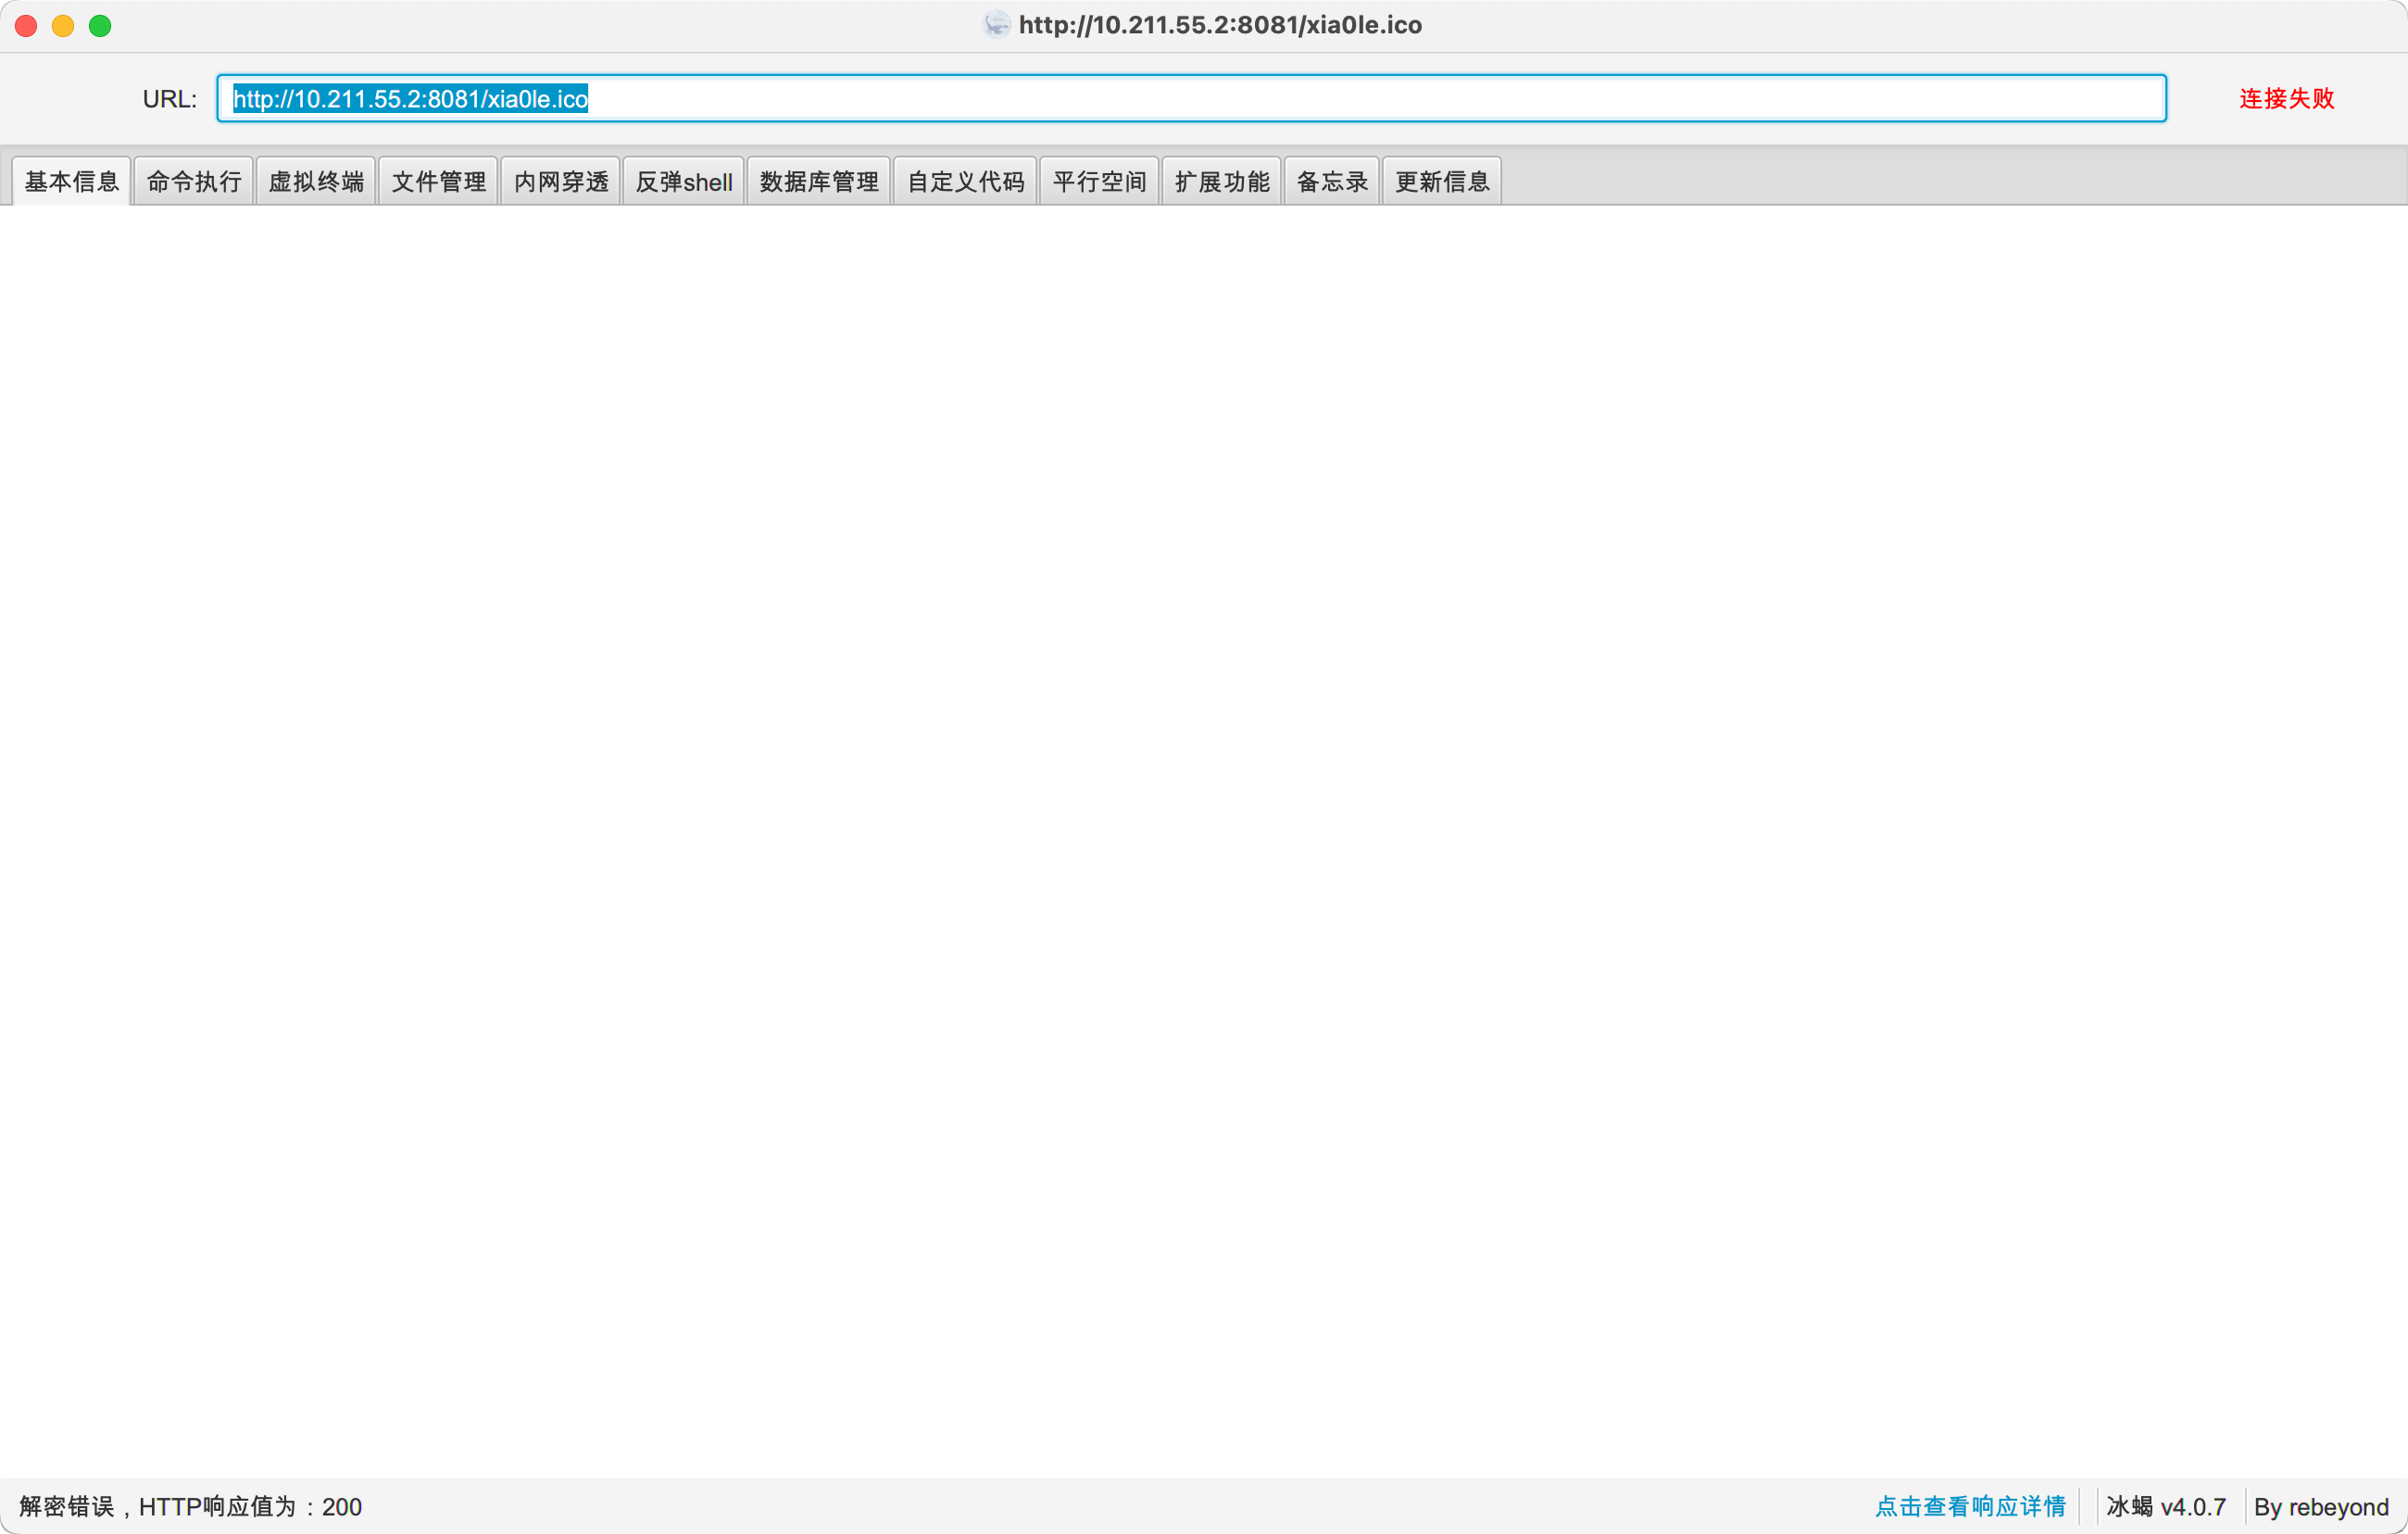 http://10.211.55.2:8081/xia0le.ico
URL: http://10.211.55.2:8081/xia0le.ico 连接失败
基本信息 命令执行 虚拟终端 文件管理 内网穿透 反弹shell 数据库管理 自定义代码 平行空间 扩展功能 备忘录 更新信息
解密错误，HTTP响应值为：200 点击查看响应详情 冰蝎 v4.0.7 By rebeyond